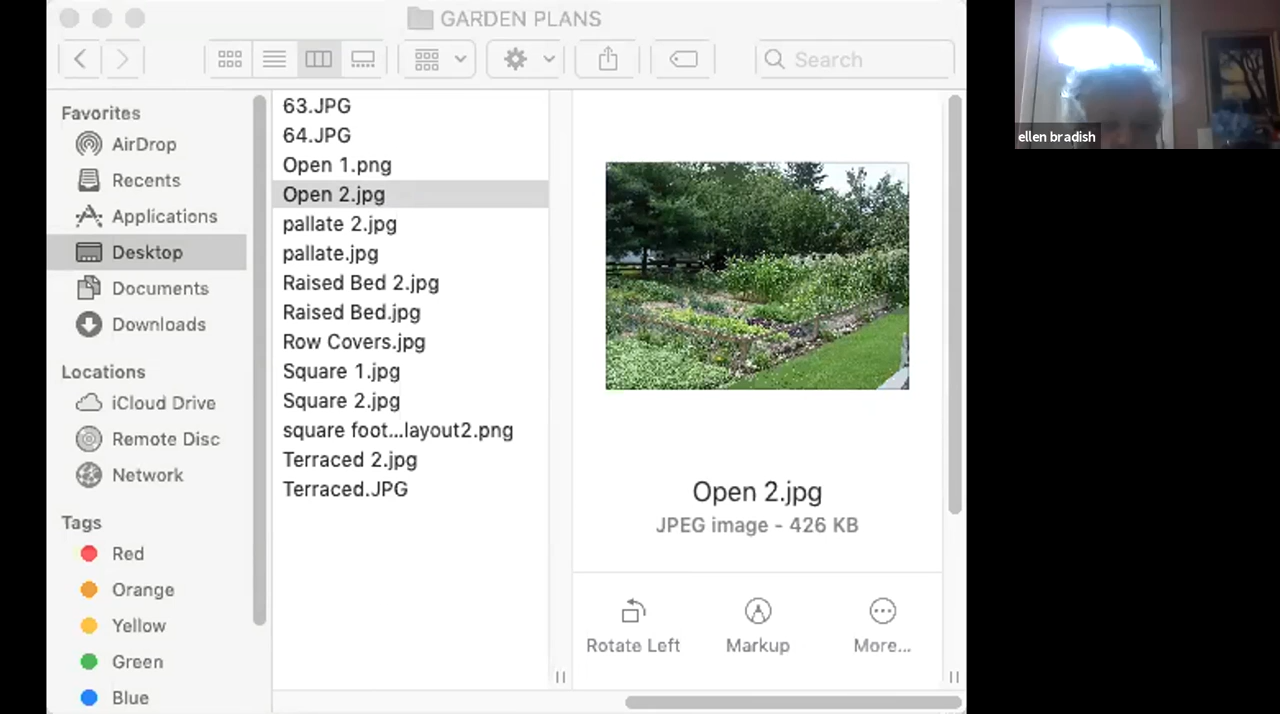 GARDEN PLANS
Search
Favorites
AirDrop
Recents
Applications
Desktop
Documents
Downloads
Locations
iCloud Drive
Remote Disc
Network
Tags
Red
Orange
Yellow
Green
Blue
63.JPG
64.JPG
Open 1.png
Open 2.jpg
pallate 2.jpg
pallate.jpg
Raised Bed 2.jpg
Raised Bed.jpg
Row Covers.jpg
Square 1.jpg
Square 2.jpg
square foot...layout2.png
Terraced 2.jpg
Terraced.JPG
Open 2.jpg
JPEG image - 426 KB
Rotate Left
Markup
More...
ellen bradish